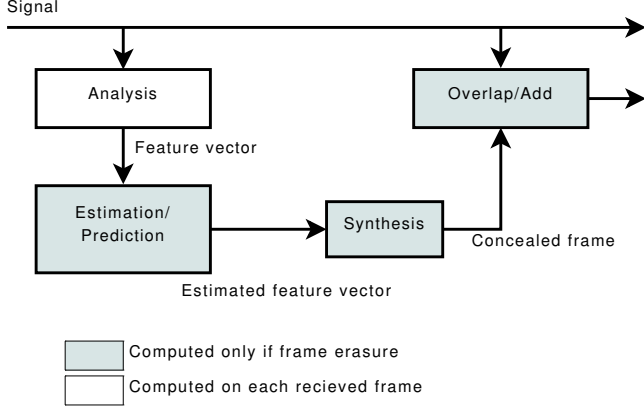 Signal
Analysis
Overlap/Add
Feature vector
Estimation/
Prediction
Synthesis
Concealed frame
Estimated feature vector
Computed only if frame erasure
Computed on each recieved frame